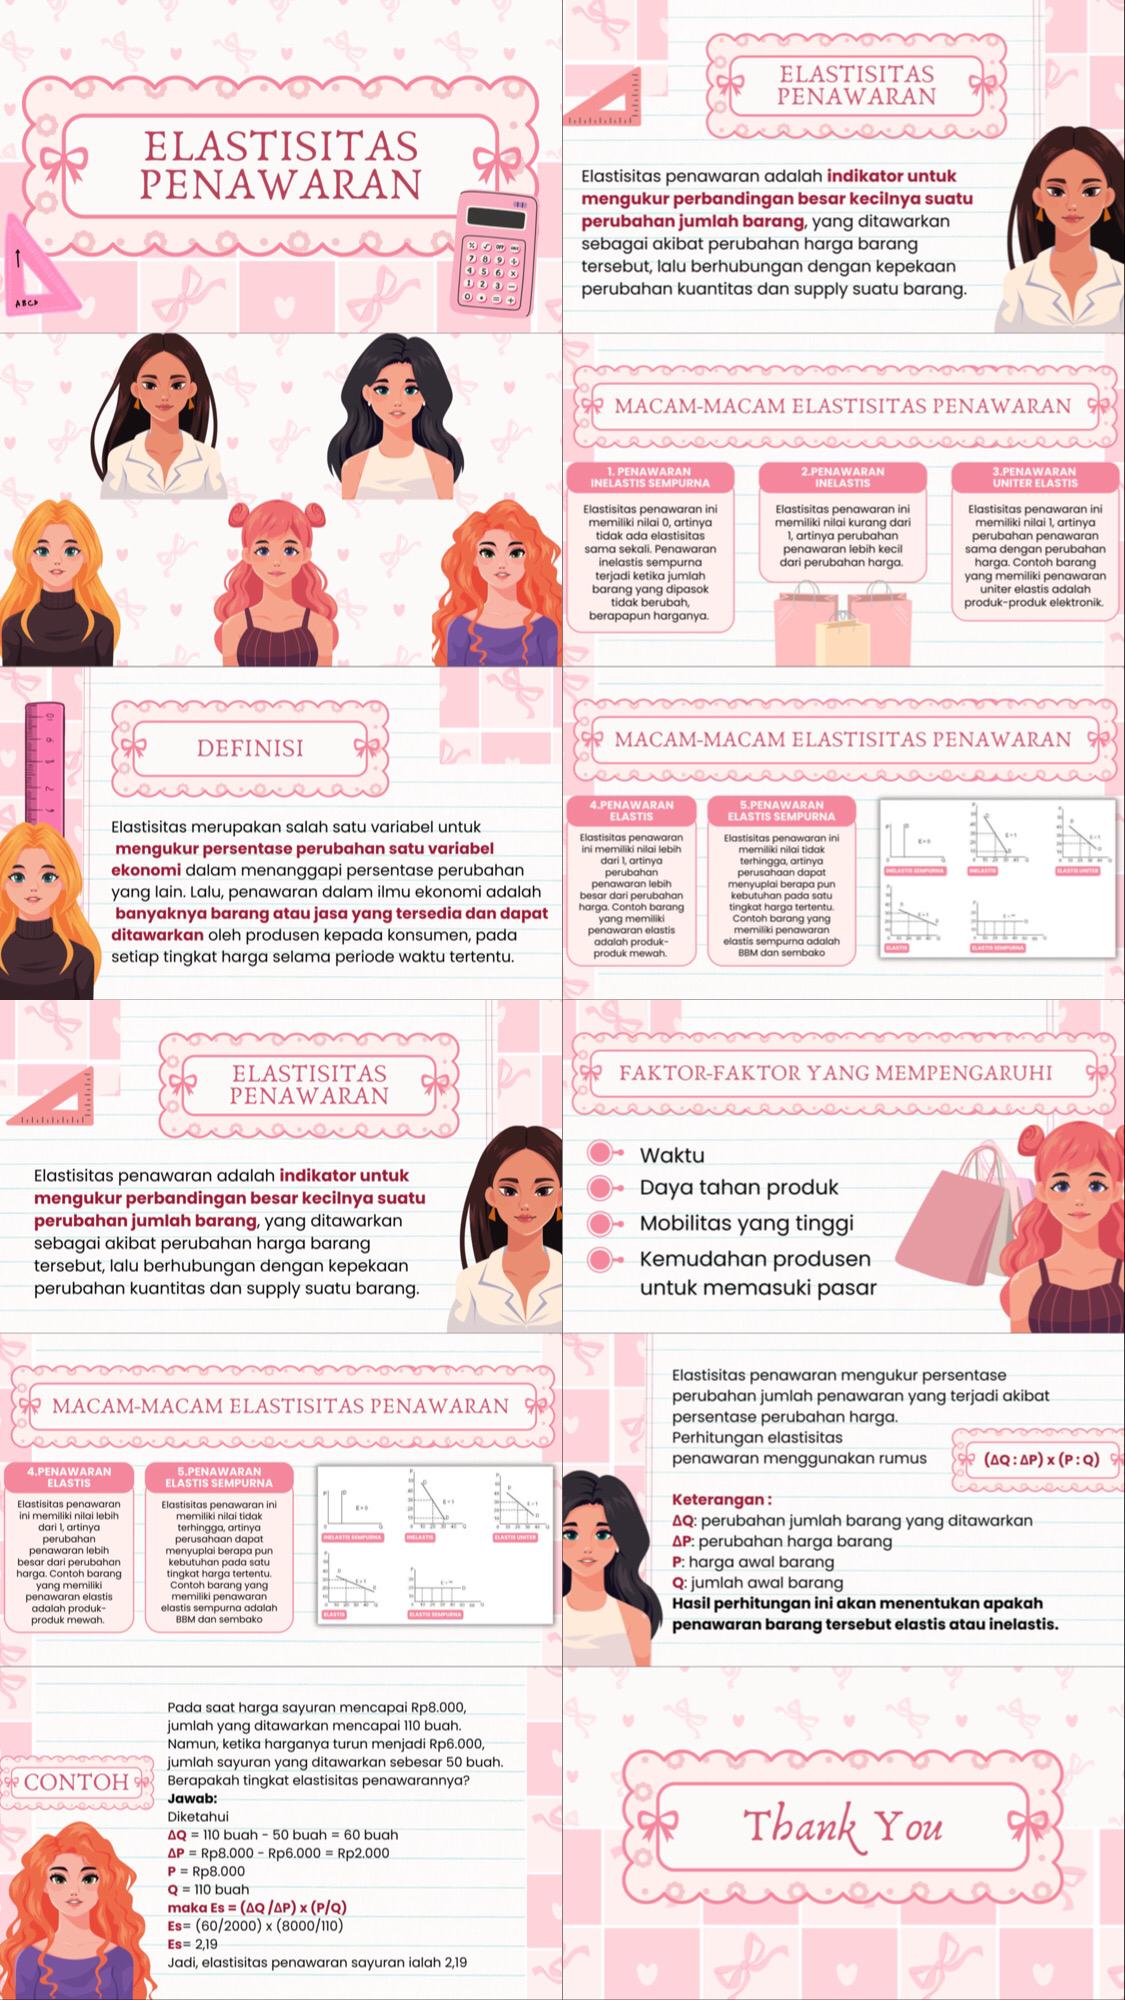 ELASTISITAS
PENAWARAN
ABCD
ELASTISITAS
PENAWARAN
Elastisitas penawaran adalah indikator untuk
mengukur perbandingan besar kecilnya suatu
perubahan jumlah barang, yang ditawarkan
sebagai akibat perubahan harga barang
tersebut, lalu berhubungan dengan kepekaan
perubahan kuantitas dan supply suatu barang.
MACAM-MACAM ELASTISITAS PENAWARAN
1. PENAWARAN
INELASTIS SEMPURNA
Elastisitas penawaran ini
memiliki nilai 0, artinya
tidak ada elastisitas
sama sekali. Penawaran
inelastis sempurna
terjadi ketika jumlah
barang yang dipasok
tidak berubah,
berapapun harganya.
2.PENAWARAN
INELASTIS
Elastisitas penawaran ini
memiliki nilai kurang dari
1, artinya perubahan
penawaran lebih kecil
dari perubahan harga.
3.PENAWARAN
UNITER ELASTIS
Elastisitas penawaran ini
memiliki nilai 1, artinya
perubahan penawaran
sama dengan perubahan
harga. Contoh barang
yang memiliki penawaran
uniter elastis adalah
produk-produk elektronik.
DEFINISI
Elastisitas merupakan salah satu variabel untuk
mengukur persentase perubahan satu variabel
ekonomi dalam menanggapi persentase perubahan
yang lain. Lalu, penawaran dalam ilmu ekonomi adalah
banyaknya barang atau jasa yang tersedia dan dapat
ditawarkan oleh produsen kepada konsumen, pada
setiap tingkat harga selama periode waktu tertentu.
MACAM-MACAM ELASTISITAS PENAWARAN
4.PENAWARAN
ELASTIS
Elastisitas penawaran
ini memiliki nilai lebih
dari 1, artinya
perubahan
penawaran lebih
besar dari perubahan
harga. Contoh barang
yang memiliki
penawaran elastis
adalah produk-
produk mewah.
5.PENAWARAN
ELASTIS SEMPURNA
Elastisitas penawaran ini
memiliki nilai tidak
terhingga, artinya
perusahaan dapat
menyuplai berapa pun
kebutuhan pada satu
tingkat harga tertentu.
Contoh barang yang
memiliki penawaran
elastis sempurna adalah
BBM dan sembako
INELASTIS SEMPURNA
INELASTIS
ELASTIS UNITER
ELASTIS
ELASTIS SEMPURNA
ELASTISITAS
PENAWARAN
Elastisitas penawaran adalah indikator untuk
mengukur perbandingan besar kecilnya suatu
perubahan jumlah barang, yang ditawarkan
sebagai akibat perubahan harga barang
tersebut, lalu berhubungan dengan kepekaan
perubahan kuantitas dan supply suatu barang.
FAKTOR-FAKTOR YANG MEMPENGARUHI
Waktu
Daya tahan produk
Mobilitas yang tinggi
Kemudahan produsen
untuk memasuki pasar
MACAM-MACAM ELASTISITAS PENAWARAN
4.PENAWARAN
ELASTIS
Elastisitas penawaran
ini memiliki nilai lebih
dari 1, artinya
perubahan
penawaran lebih
besar dari perubahan
harga. Contoh barang
yang memiliki
penawaran elastis
adalah produk-
produk mewah.
5.PENAWARAN
ELASTIS SEMPURNA
Elastisitas penawaran ini
memiliki nilai tidak
terhingga, artinya
perusahaan dapat
menyuplai berapa pun
kebutuhan pada satu
tingkat harga tertentu.
Contoh barang yang
memiliki penawaran
elastis sempurna adalah
BBM dan sembako
INELASTIS SEMPURNA
INELASTIS
ELASTIS UNITER
ELASTIS
ELASTIS SEMPURNA
Elastisitas penawaran mengukur persentase
perubahan jumlah penawaran yang terjadi akibat
persentase perubahan harga.
Perhitungan elastisitas
penawaran menggunakan rumus
(ΔQ : ΔP) x (P : Q)
Keterangan :
ΔQ: perubahan jumlah barang yang ditawarkan
ΔP: perubahan harga barang
P: harga awal barang
Q: jumlah awal barang
Hasil perhitungan ini akan menentukan apakah
penawaran barang tersebut elastis atau inelastis.
CONTOH
Pada saat harga sayuran mencapai Rp8.000,
jumlah yang ditawarkan mencapai 110 buah.
Namun, ketika harganya turun menjadi Rp6.000,
jumlah sayuran yang ditawarkan sebesar 50 buah.
Berapakah tingkat elastisitas penawarannya?
Jawab:
Diketahui
ΔQ = 110 buah - 50 buah = 60 buah
ΔP = Rp8.000 - Rp6.000 = Rp2.000
P = Rp8.000
Q = 110 buah
maka Es = (ΔQ /ΔP) x (P/Q)
Es= (60/2000) x (8000/110)
Es= 2,19
Jadi, elastisitas penawaran sayuran ialah 2,19
Thank You